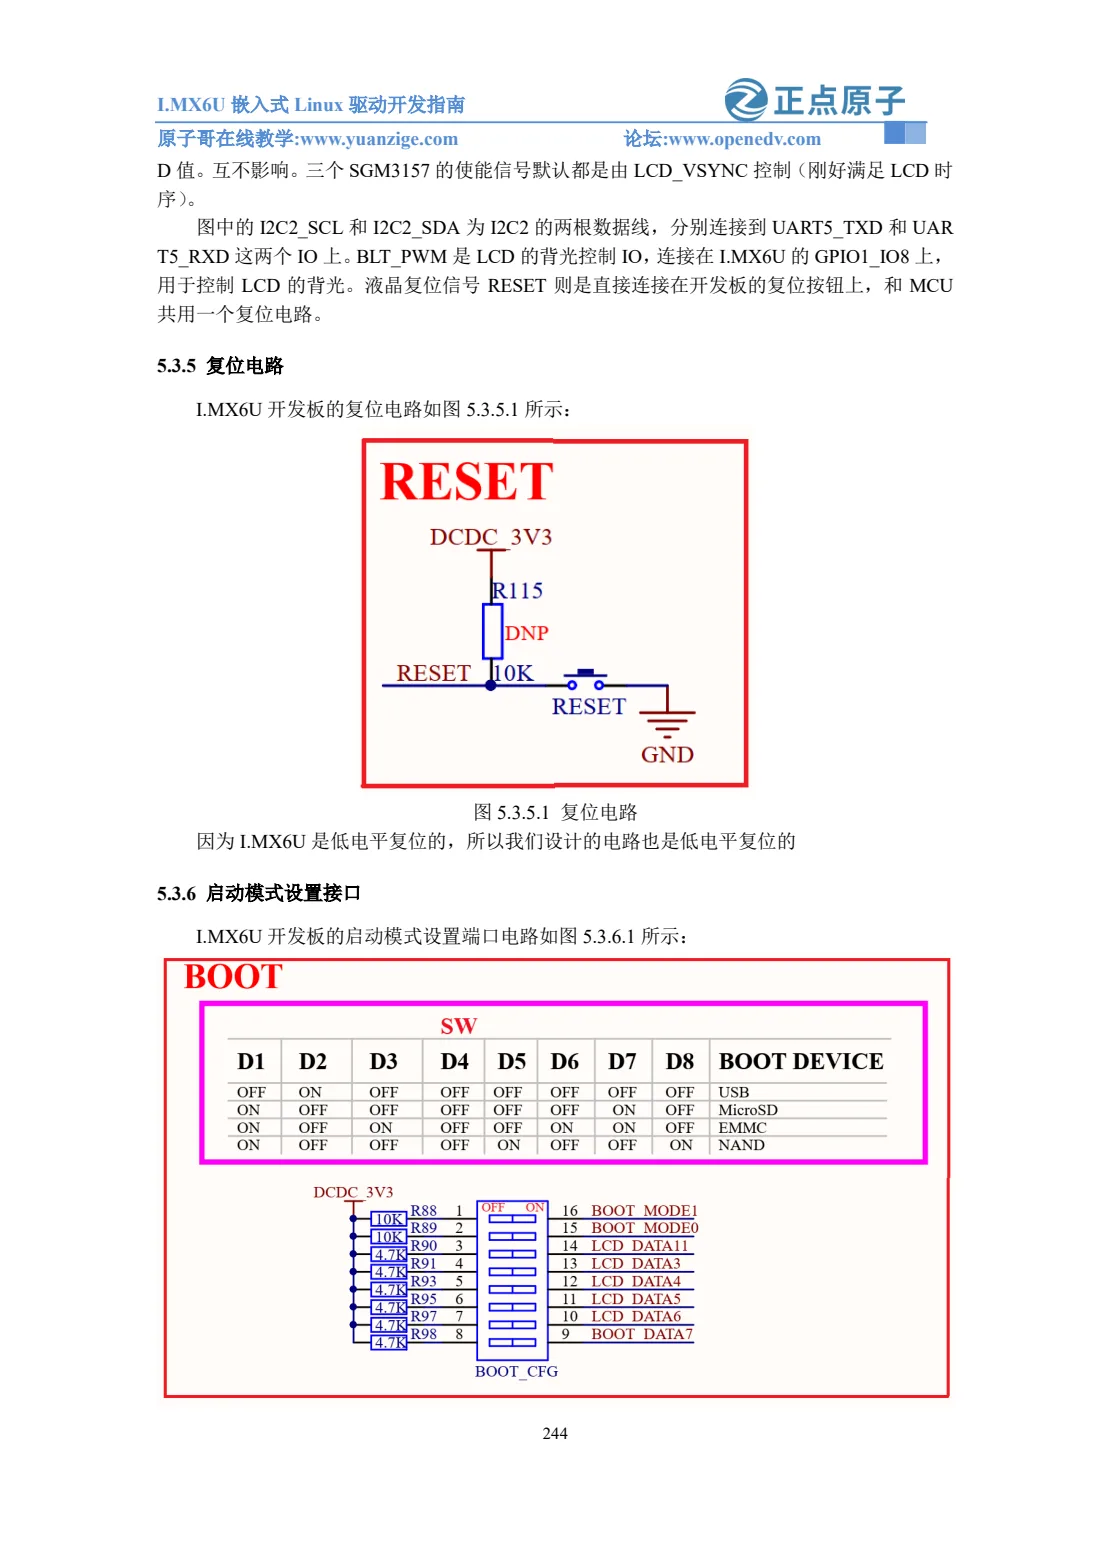 I.MX6U 嵌入式 Linux 驱动开发指南
正点原子
原子哥在线教学:www.yuanzige.com 论坛:www.openedv.com
D 值。互不影响。三个 SGM3157 的使能信号默认都是由 LCD_VSYNC 控制（刚好满足 LCD 时
序）。
图中的 I2C2_SCL 和 I2C2_SDA 为 I2C2 的两根数据线，分别连接到 UART5_TXD 和 UAR
T5_RXD 这两个 IO 上。BLT_PWM 是 LCD 的背光控制 IO，连接在 I.MX6U 的 GPIO1_IO8 上，
用于控制 LCD 的背光。液晶复位信号 RESET 则是直接连接在开发板的复位按钮上，和 MCU
共用一个复位电路。
5.3.5 复位电路
I.MX6U 开发板的复位电路如图 5.3.5.1 所示：
RESET
DCDC_3V3
R115
DNP
RESET 10K
RESET
GND
图 5.3.5.1 复位电路
因为 I.MX6U 是低电平复位的，所以我们设计的电路也是低电平复位的
5.3.6 启动模式设置接口
I.MX6U 开发板的启动模式设置端口电路如图 5.3.6.1 所示：
BOOT
SW
D1 D2 D3 D4 D5 D6 D7 D8 BOOT DEVICE
OFF ON OFF OFF OFF OFF OFF OFF USB
ON OFF OFF OFF OFF OFF ON OFF MicroSD
ON OFF ON OFF OFF ON ON OFF EMMC
ON OFF OFF OFF ON OFF OFF ON NAND
DCDC_3V3
OFF ON
10K R88 1 16 BOOT_MODE1
10K R89 2 15 BOOT_MODE0
4.7K R90 3 14 LCD_DATA11
4.7K R91 4 13 LCD_DATA3
4.7K R93 5 12 LCD_DATA4
4.7K R95 6 11 LCD_DATA5
4.7K R97 7 10 LCD_DATA6
4.7K R98 8 9 BOOT_DATA7
BOOT_CFG
244